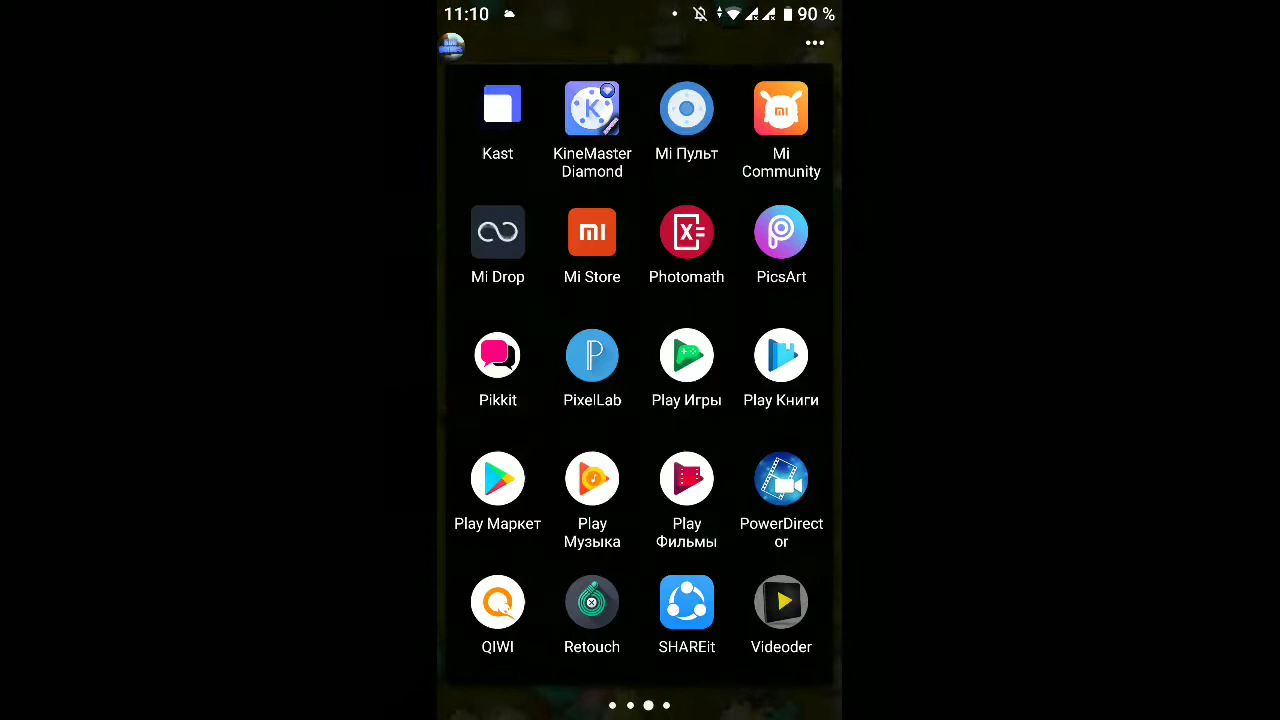 11:10
90 %
Kast
KineMaster
Diamond
Mi Пульт
Mi
Community
Mi Drop
Mi Store
Photomath
PicsArt
Pikkit
PixelLab
Play Игры
Play Книги
Play Маркет
Play
Музыка
Play
Фильмы
PowerDirect
or
QIWI
Retouch
SHAREit
Videoder